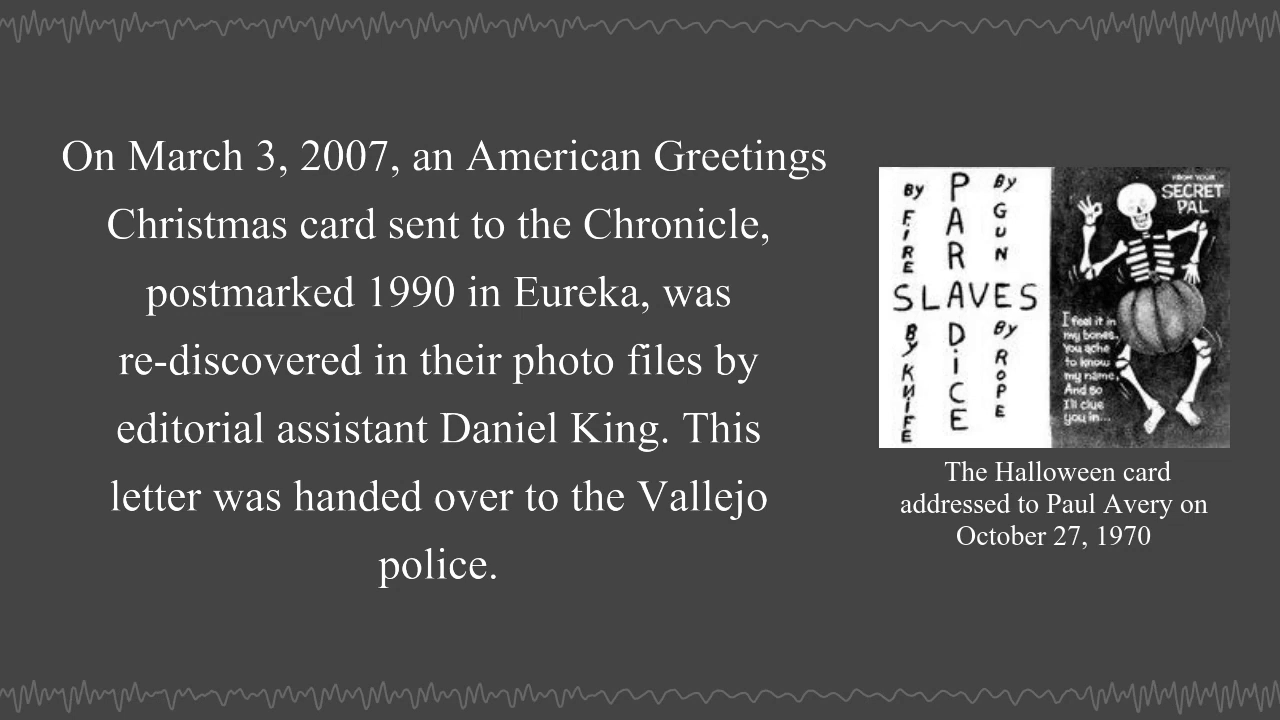 On March 3, 2007, an American Greetings
Christmas card sent to the Chronicle,
postmarked 1990 in Eureka, was
re-discovered in their photo files by
editorial assistant Daniel King. This
letter was handed over to the Vallejo
police.
BY FIRE
PARADICE
BY GUN
SLAVES
BY KNIFE
BY ROPE
FROM YOUR
SECRET
PAL
I feel it in
my bones,
You ache
to know
my name,
And so
I'll clue
you in...
The Halloween card
addressed to Paul Avery on
October 27, 1970